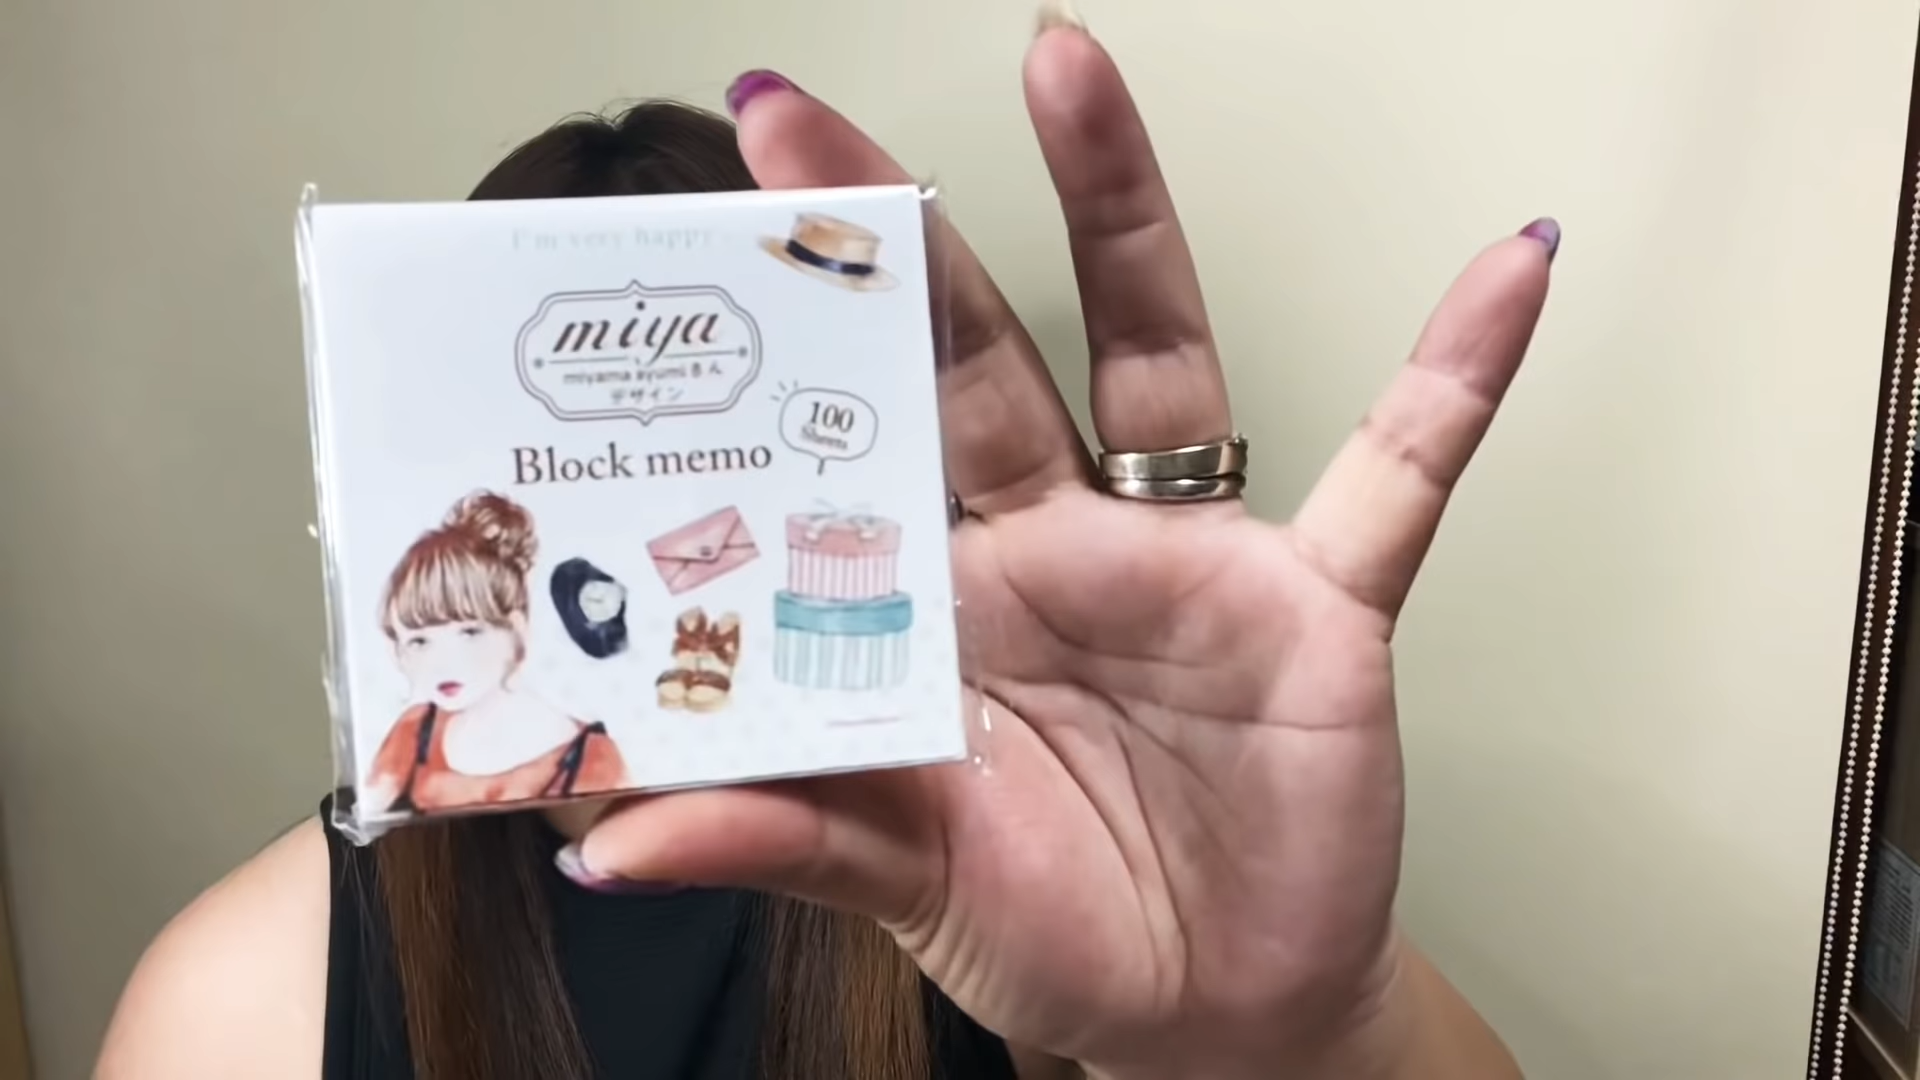 I'm very happy
miya
miyama ayumiさん
デザイン
100
Sheets
Block memo